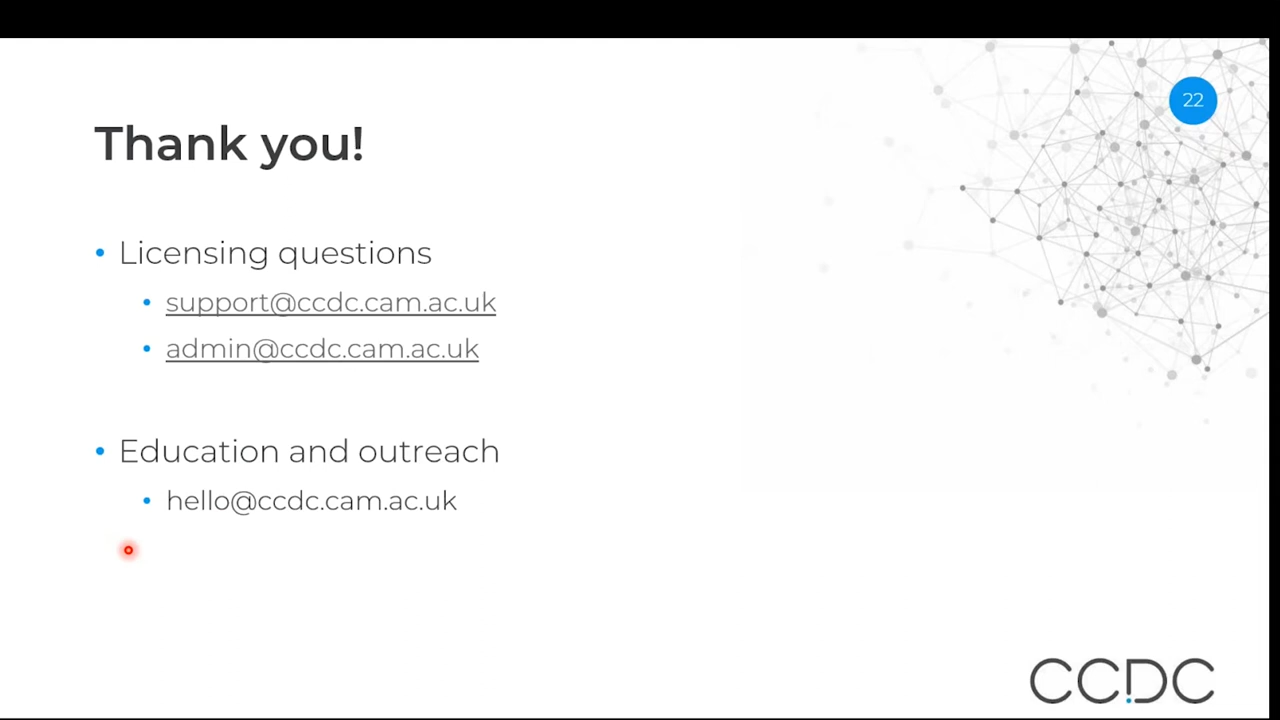 22
Thank you!
Licensing questions
support@ccdc.cam.ac.uk
admin@ccdc.cam.ac.uk
Education and outreach
hello@ccdc.cam.ac.uk
CCDC